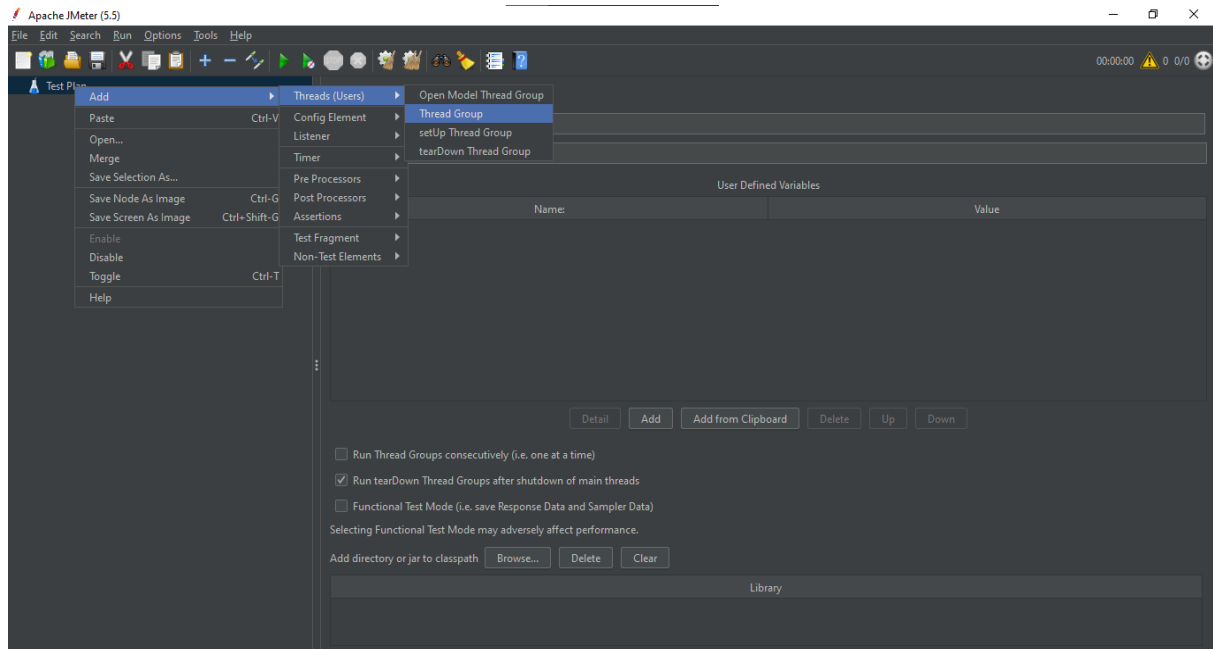 Apache JMeter (5.5)
File Edit Search Run Options Tools Help
00:00:00 0 0/0
Test Plan
Add
Paste Ctrl-V
Open...
Merge
Save Selection As...
Save Node As Image Ctrl-G
Save Screen As Image Ctrl+Shift-G
Enable
Disable
Toggle Ctrl-T
Help
Threads (Users)
Config Element
Listener
Timer
Pre Processors
Post Processors
Assertions
Test Fragment
Non-Test Elements
Open Model Thread Group
Thread Group
setUp Thread Group
tearDown Thread Group
User Defined Variables
Name: Value
Detail Add Add from Clipboard Delete Up Down
Run Thread Groups consecutively (i.e. one at a time)
Run tearDown Thread Groups after shutdown of main threads
Functional Test Mode (i.e. save Response Data and Sampler Data)
Selecting Functional Test Mode may adversely affect performance.
Add directory or jar to classpath Browse... Delete Clear
Library